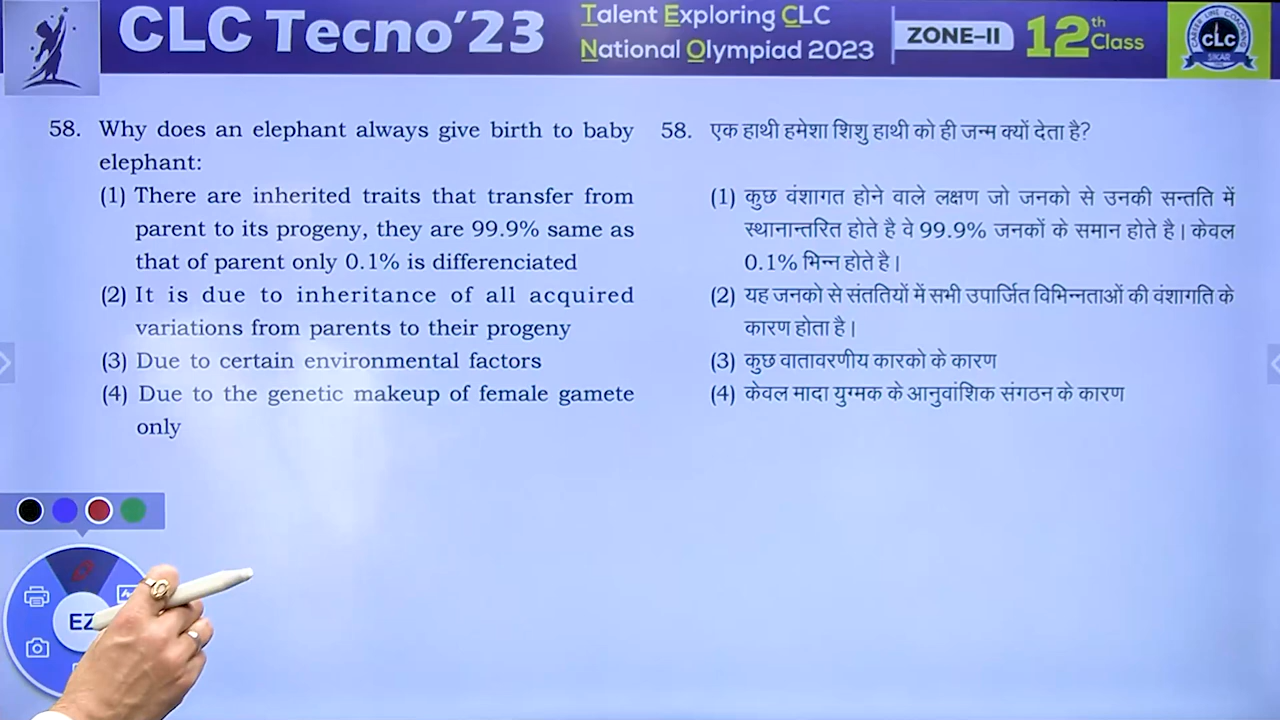 CLC Tecno'23
Talent Exploring CLC
National Olympiad 2023
ZONE–II
12th Class
CAREER LINE COACHING
CLC
SIKAR
58. Why does an elephant always give birth to baby
elephant:
(1) There are inherited traits that transfer from
parent to its progeny, they are 99.9% same as
that of parent only 0.1% is differenciated
(2) It is due to inheritance of all acquired
variations from parents to their progeny
(3) Due to certain environmental factors
(4) Due to the genetic makeup of female gamete
only
58. एक हाथी हमेशा शिशु हाथी को ही जन्म क्यों देता है?
(1) कुछ वंशागत होने वाले लक्षण जो जनको से उनकी सन्तति में
स्थानान्तरित होते है वे 99.9% जनकों के समान होते है। केवल
0.1% भिन्न होते है।
(2) यह जनको से संततियों में सभी उपार्जित विभिन्नताओं की वंशागति के
कारण होता है।
(3) कुछ वातावरणीय कारको के कारण
(4) केवल मादा युग्मक के आनुवांशिक संगठन के कारण
EZ